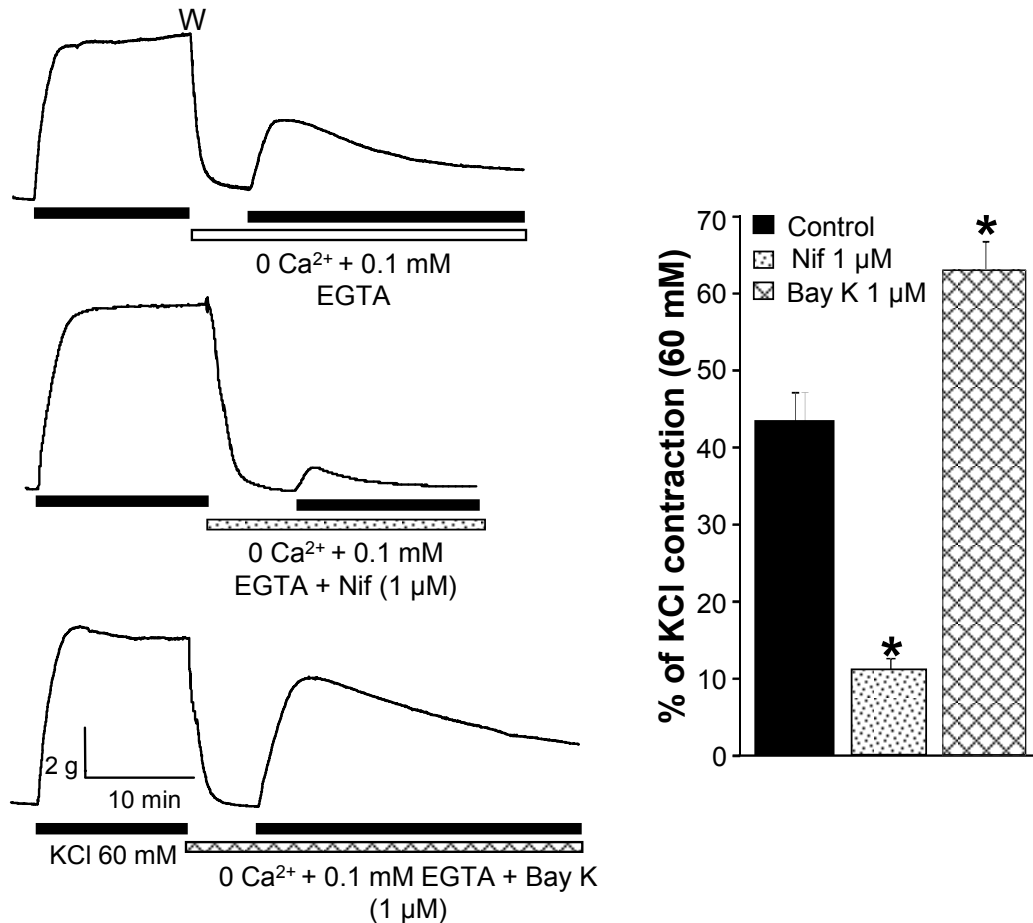 W
0 Ca²⁺ + 0.1 mM
EGTA
0 Ca²⁺ + 0.1 mM
EGTA + Nif (1 µM)
2 g
10 min
KCl 60 mM
0 Ca²⁺ + 0.1 mM EGTA + Bay K
(1 µM)
% of KCl contraction (60 mM)
70
60
50
40
30
20
10
0
Control
Nif 1 µM
Bay K 1 µM
*
*